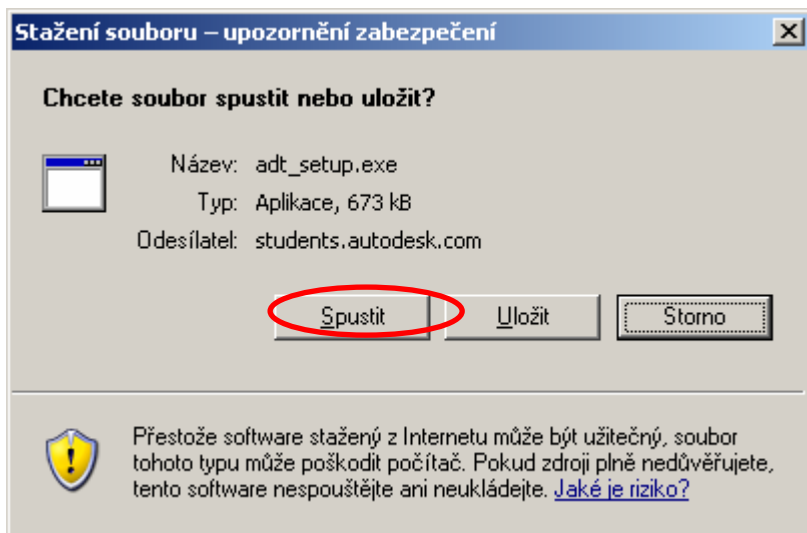 Stažení souboru – upozornění zabezpečení
Chcete soubor spustit nebo uložit?
Název: adt_setup.exe
Typ: Aplikace, 673 kB
Odesílatel: students.autodesk.com
Spustit Uložit Storno
Přestože software stažený z Internetu může být užitečný, soubor
tohoto typu může poškodit počítač. Pokud zdroji plně nedůvěřujete,
tento software nespouštějte ani neukládejte. Jaké je riziko?